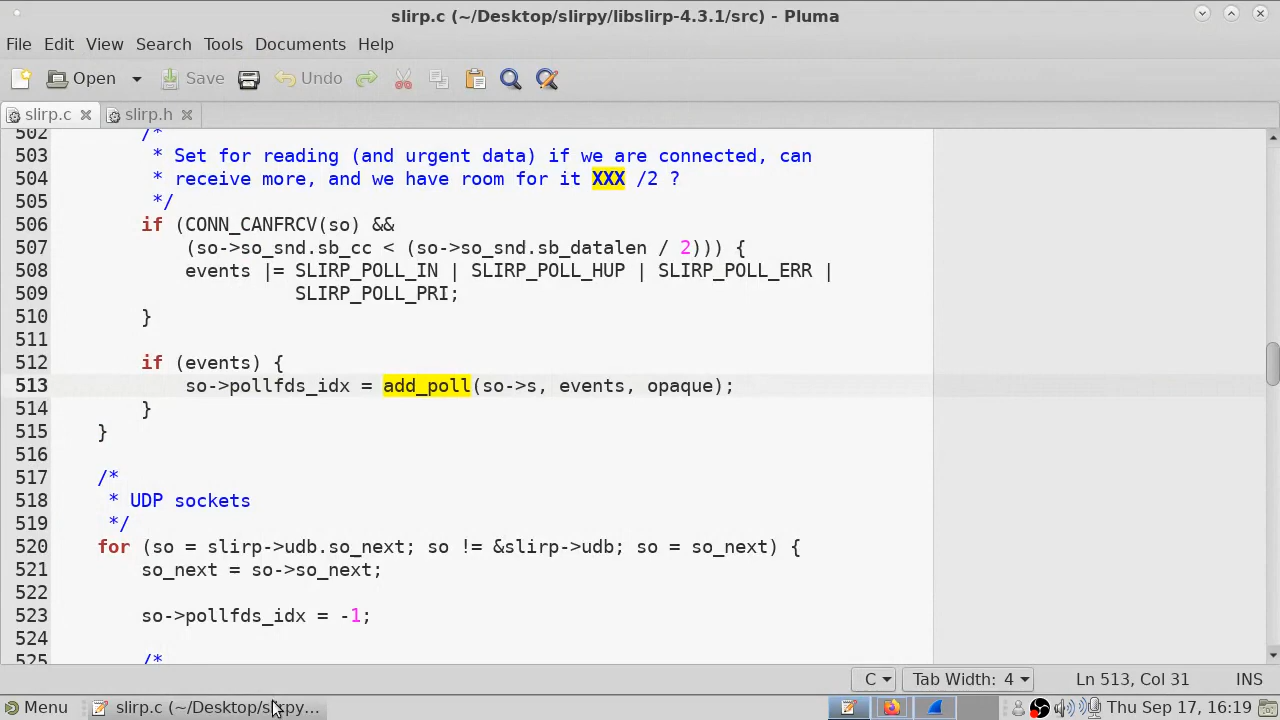 slirp.c (~/Desktop/slirpy/libslirp-4.3.1/src) - Pluma
File Edit View Search Tools Documents Help
Open Save Undo
slirp.c slirp.h
502 /*
503 * Set for reading (and urgent data) if we are connected, can
504 * receive more, and we have room for it XXX /2 ?
505 */
506 if (CONN_CANFRCV(so) &&
507 (so->so_snd.sb_cc < (so->so_snd.sb_datalen / 2))) {
508 events |= SLIRP_POLL_IN | SLIRP_POLL_HUP | SLIRP_POLL_ERR |
509 SLIRP_POLL_PRI;
510 }
511
512 if (events) {
513 so->pollfds_idx = add_poll(so->s, events, opaque);
514 }
515 }
516
517 /*
518 * UDP sockets
519 */
520 for (so = slirp->udb.so_next; so != &slirp->udb; so = so_next) {
521 so_next = so->so_next;
522
523 so->pollfds_idx = -1;
524
525 /*
C Tab Width: 4 Ln 513, Col 31 INS
Menu slirp.c (~/Desktop/slirpy... Thu Sep 17, 16:19